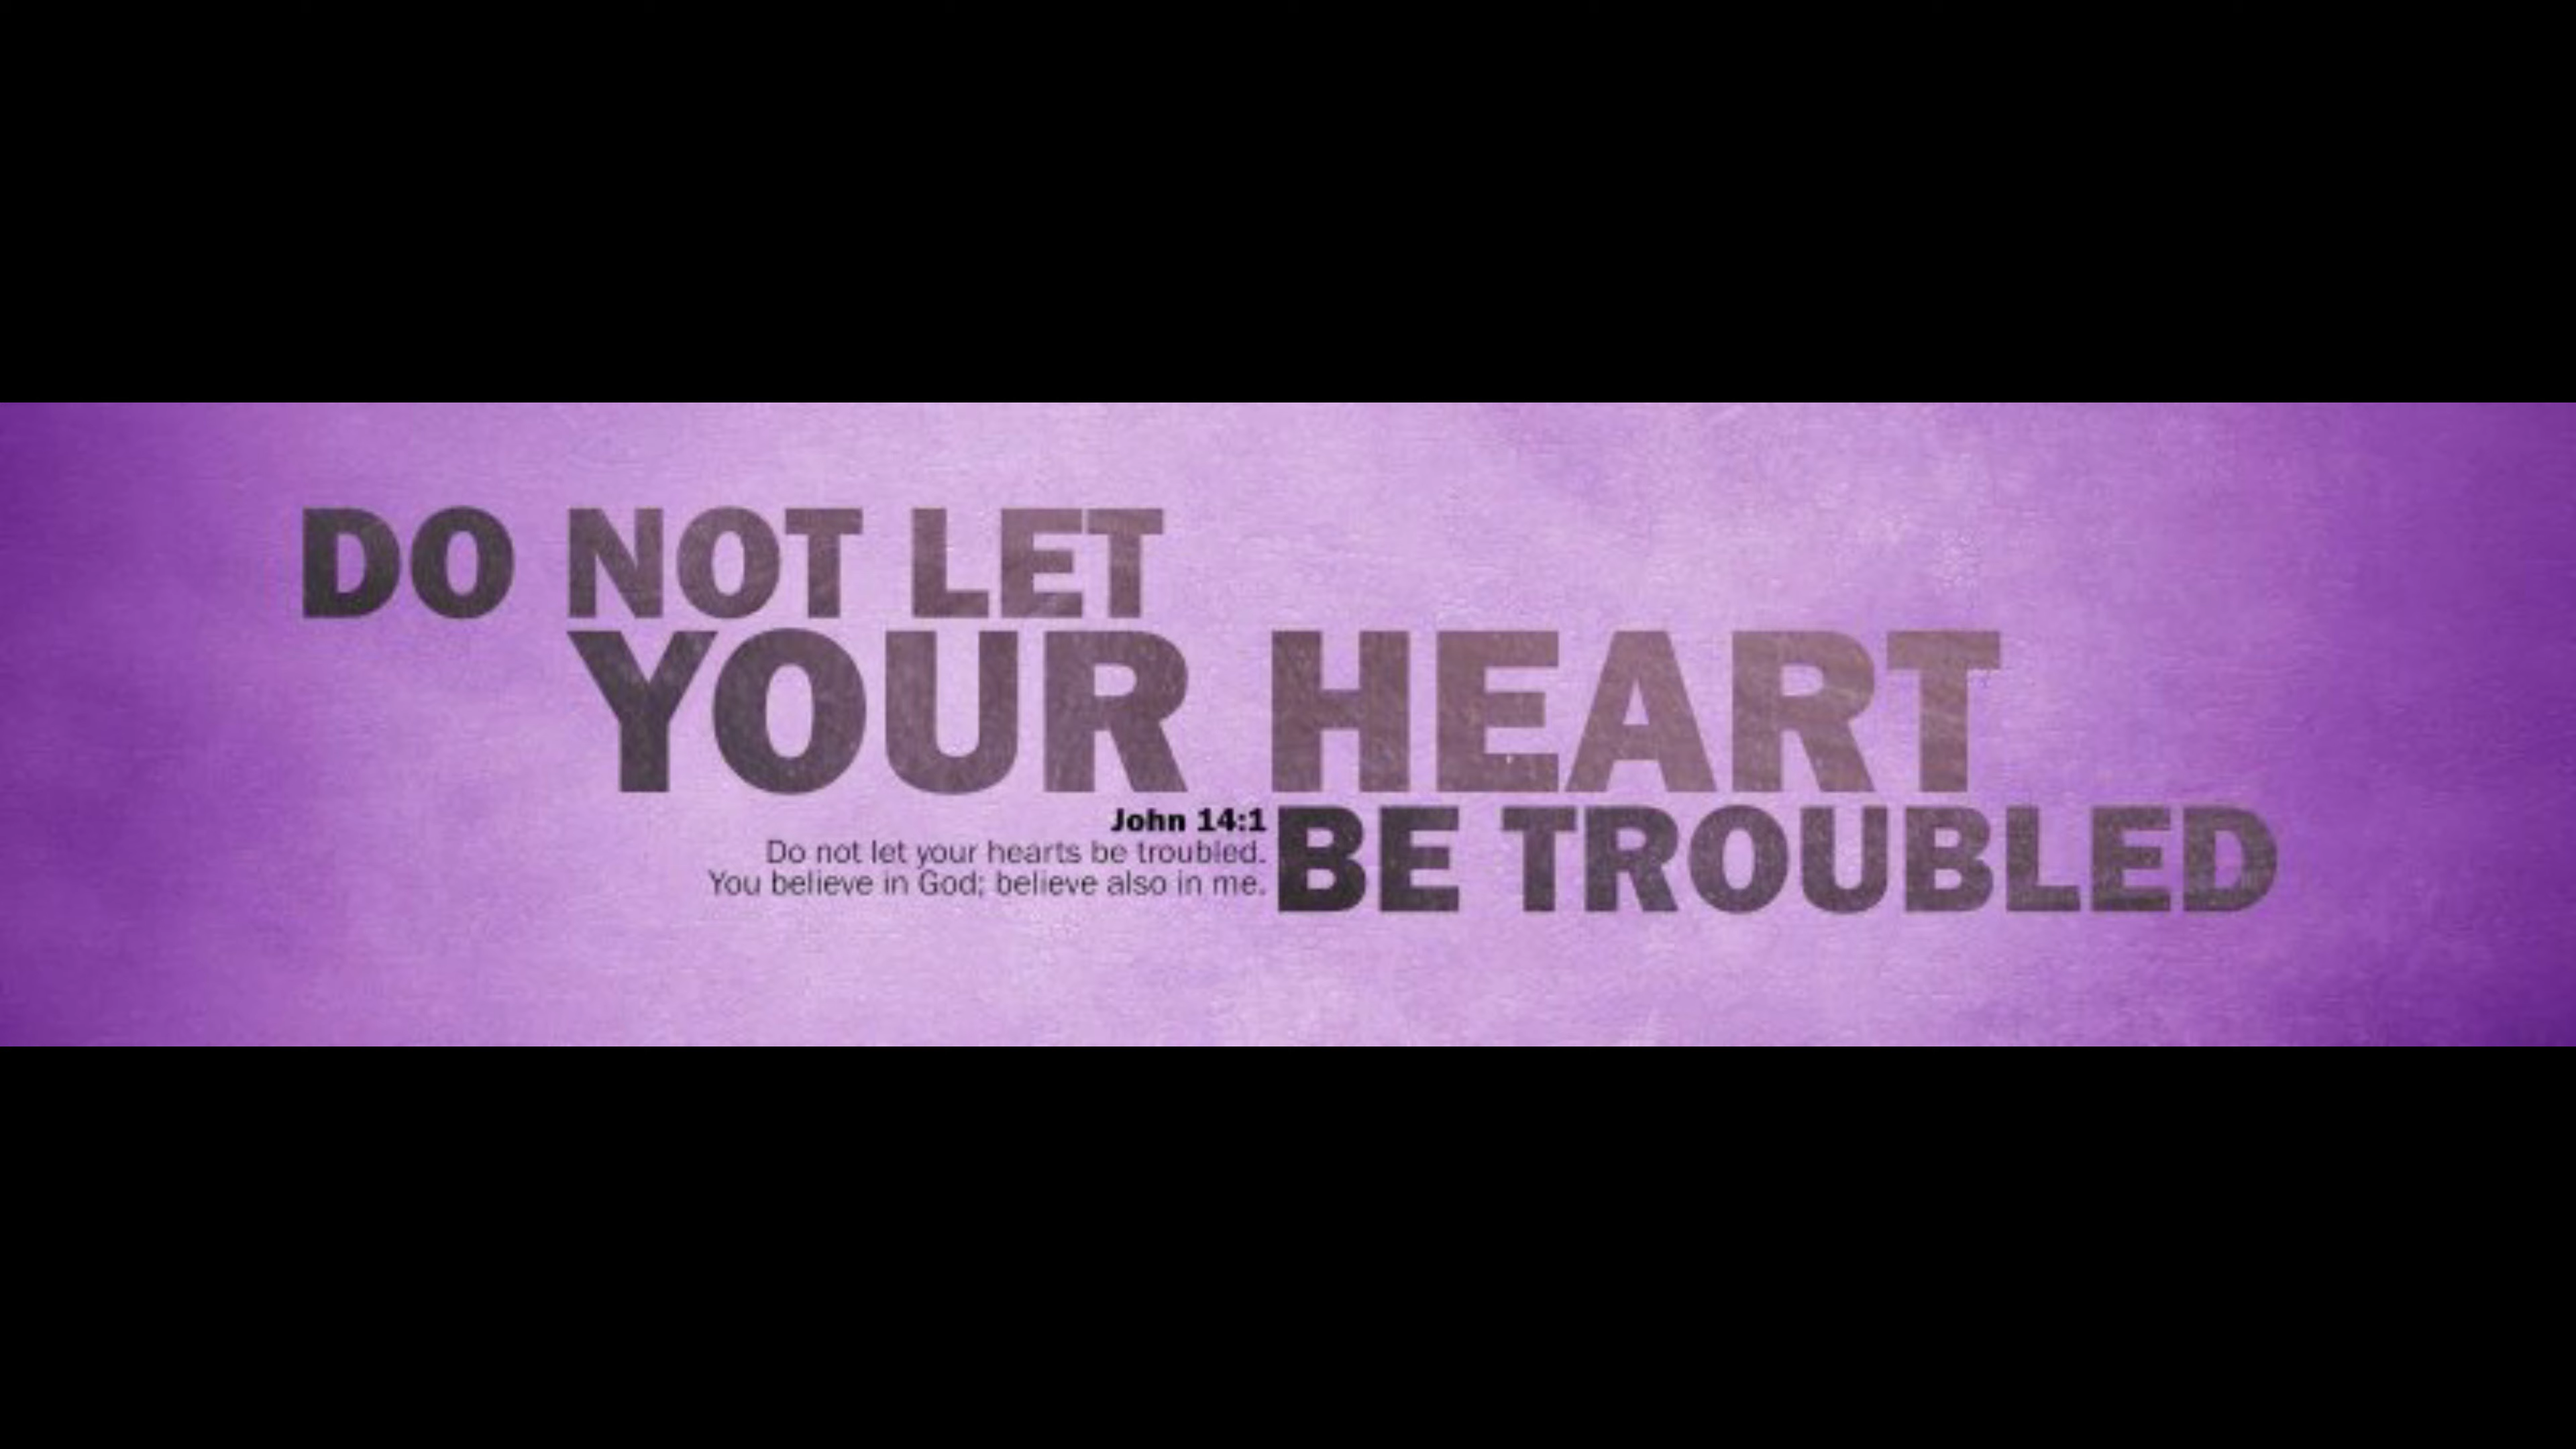 DO NOT LET
YOUR HEART
BE TROUBLED
John 14:1
Do not let your hearts be troubled.
You believe in God; believe also in me.